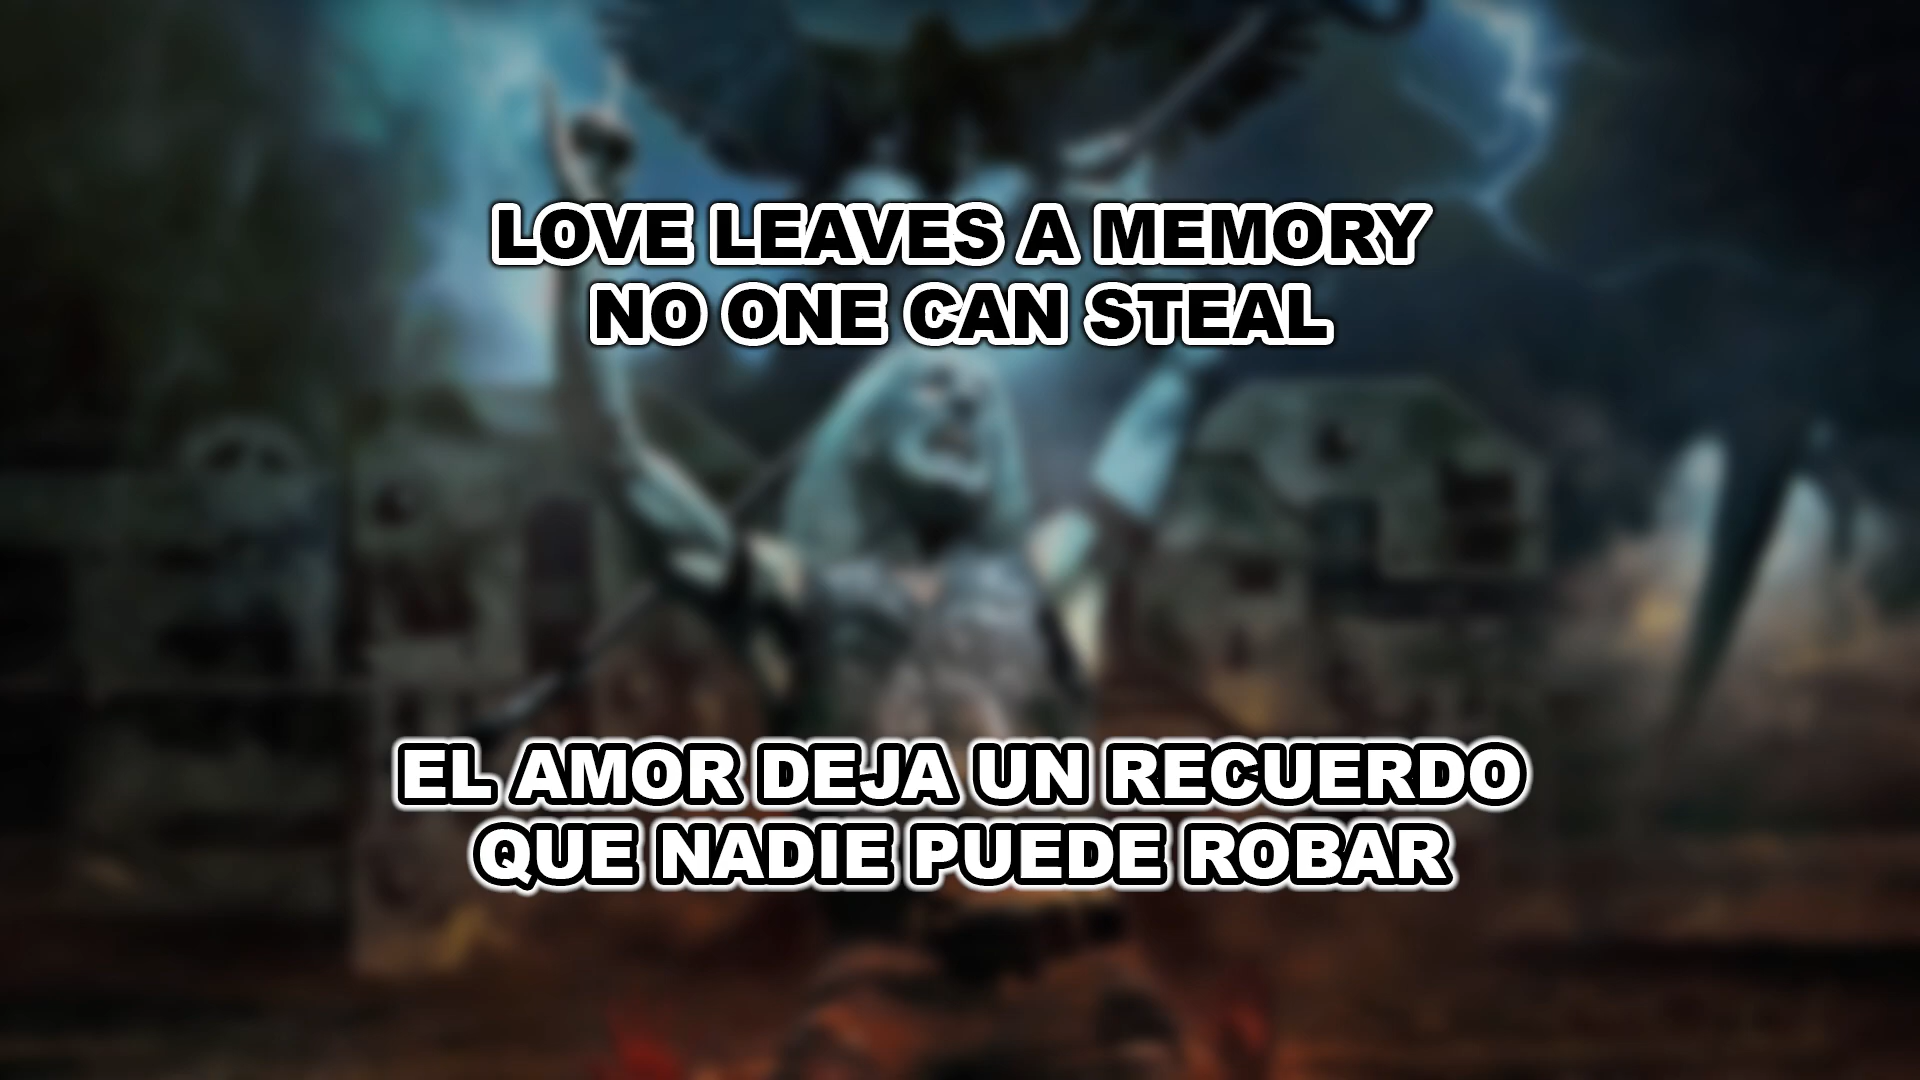 LOVE LEAVES A MEMORY
NO ONE CAN STEAL
EL AMOR DEJA UN RECUERDO
QUE NADIE PUEDE ROBAR